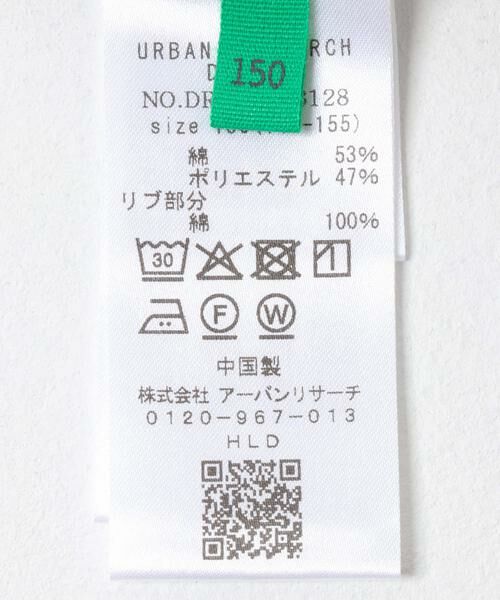 150
URBAN RCH
D
NO.DR 3128
size 155)
綿 53%
ポリエステル 47%
リブ部分
綿 100%
30
F W
中国製
株式会社 アーバンリサーチ
0120-967-013
HLD